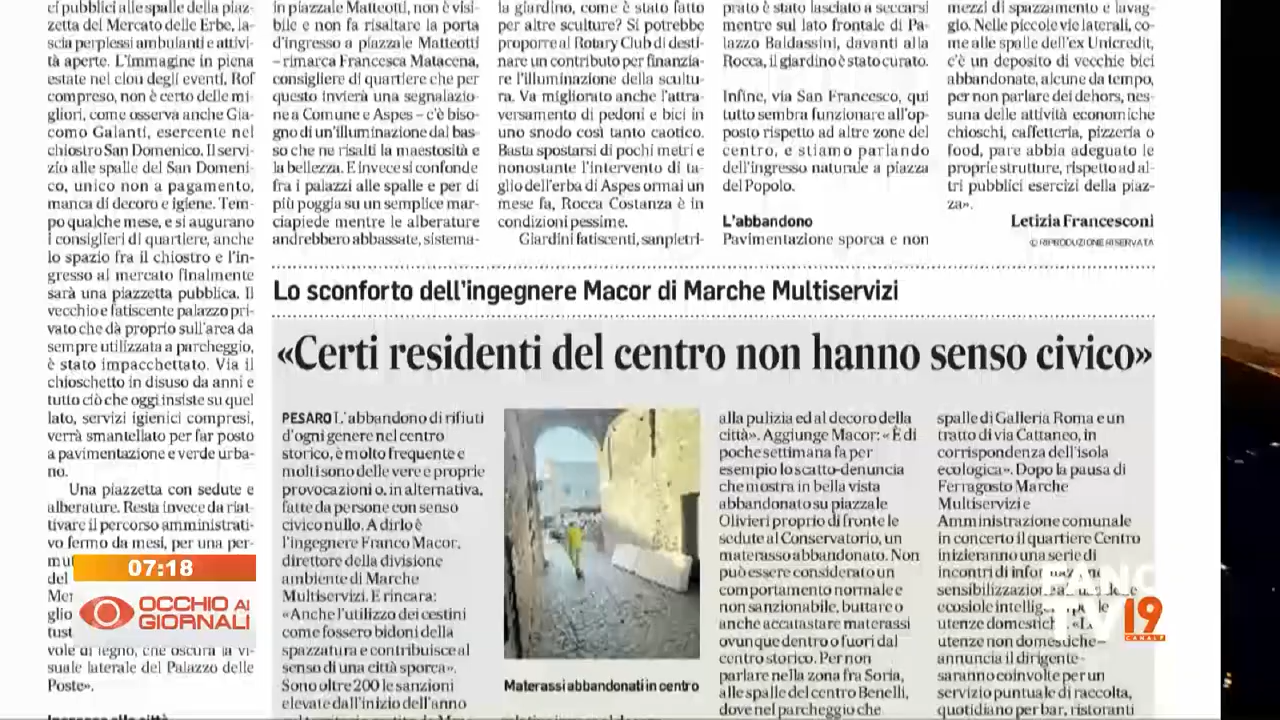 ci pubblici alle spalle della piaz-
zetta del Mercato delle Erbe, la-
scia perplessi ambulanti e attivi-
tà aperte. L'immagine in piena
estate nel clou degli eventi, Rof
compreso, non è certo delle mi-
gliori, come osserva anche Gia-
como Galanti, esercente nel
chiostro San Domenico. Il servi-
zio alle spalle del San Domeni-
co, unico non a pagamento,
manca di decoro e igiene. Tem-
po qualche mese, e si augurano
i consiglieri di quartiere, anche
lo spazio fra il chiostro e l'in-
gresso al mercato finalmente
sarà una piazzetta pubblica. Il
vecchio e fatiscente palazzo pri-
vato che dà proprio sull'area da
sempre utilizzata a parcheggio,
è stato impacchettato. Via il
chioschetto in disuso da anni e
tutto ciò che oggi insiste su quel
lato, servizi igienici compresi,
verrà smantellato per far posto
a pavimentazione e verde urba-
no.
Una piazzetta con sedute e
alberature. Resta invece da riat-
tivare il percorso amministrati-
vo fermo da mesi, per una per-
mu
del
Mer
glio
tust
vole di legno, che oscura la vi-
suale laterale del Palazzo delle
Poste».
in piazzale Matteotti, non è visi-
bile e non fa risaltare la porta
d'ingresso a piazzale Matteotti
– rimarca Francesca Matacena,
consigliere di quartiere che per
questo invierà una segnalazio-
ne a Comune e Aspes – c'è biso-
gno di un'illuminazione dal bas-
so che ne risalti la maestosità e
la bellezza. E invece si confonde
fra i palazzi alle spalle e per di
più poggia su un semplice mar-
ciapiede mentre le alberature
andrebbero abbassate, sistema-
la giardino, come è stato fatto
per altre sculture? Si potrebbe
proporre al Rotary Club di desti-
nare un contributo per finanzia-
re l'illuminazione della scultu-
ra. Va migliorato anche l'attra-
versamento di pedoni e bici in
uno snodo così tanto caotico.
Basta spostarsi di pochi metri e
nonostante l'intervento di ta-
glio dell'erba di Aspes ormai un
mese fa, Rocca Costanza è in
condizioni pessime.
Giardini fatiscenti, sanpietri-
prato è stato lasciato a seccarsi
mentre sul lato frontale di Pa-
lazzo Baldassini, davanti alla
Rocca, il giardino è stato curato.
Infine, via San Francesco, qui
tutto sembra funzionare all'op-
posto rispetto ad altre zone del
centro, e stiamo parlando
dell'ingresso naturale a piazza
del Popolo.
L'abbandono
Pavimentazione sporca e non
mezzi di spazzamento e lavag-
gio. Nelle piccole vie laterali, co-
me alle spalle dell'ex Unicredit,
c'è un deposito di vecchie bici
abbandonate, alcune da tempo,
per non parlare dei dehors, nes-
suna delle attività economiche
chioschi, caffetteria, pizzeria o
food, pare abbia adeguato le
proprie strutture, rispetto ad al-
tri pubblici esercizi della piaz-
za».
Letizia Francesconi
© RIPRODUZIONE RISERVATA
Lo sconforto dell'ingegnere Macor di Marche Multiservizi
«Certi residenti del centro non hanno senso civico»
PESARO L'abbandono di rifiuti
d'ogni genere nel centro
storico, è molto frequente e
molti sono delle vere e proprie
provocazioni o, in alternativa,
fatte da persone con senso
civico nullo. A dirlo è
l'ingegnere Franco Macor,
direttore della divisione
ambiente di Marche
Multiservizi. E rincara:
«Anche l'utilizzo dei cestini
come fossero bidoni della
spazzatura e contribuisce al
senso di una città sporca».
Sono oltre 200 le sanzioni
elevate dall'inizio dell'anno
Materassi abbandonati in centro
alla pulizia ed al decoro della
città». Aggiunge Macor: «È di
poche settimana fa per
esempio lo scatto-denuncia
che mostra in bella vista
abbandonato su piazzale
Olivieri proprio di fronte le
sedute al Conservatorio, un
materasso abbandonato. Non
può essere considerato un
comportamento normale e
non sanzionabile, buttare o
anche accatastare materassi
ovunque dentro o fuori dal
centro storico. Per non
parlare nella zona fra Soria,
alle spalle del centro Benelli,
dove nel parcheggio che
spalle di Galleria Roma e un
tratto di via Cattaneo, in
corrispondenza dell'isola
ecologica». Dopo la pausa di
Ferragosto Marche
Multiservizi e
Amministrazione comunale
in concerto il quartiere Centro
inizieranno una serie di
incontri di
ecosiole
utenze
utenze non domestiche–
annuncia il dirigente–
saranno coinvolte per un
servizio puntuale di raccolta,
quotidiano per bar, ristoranti
07:18
OCCHIO AI
GIORNALI
FANO
TV 19
CANALE